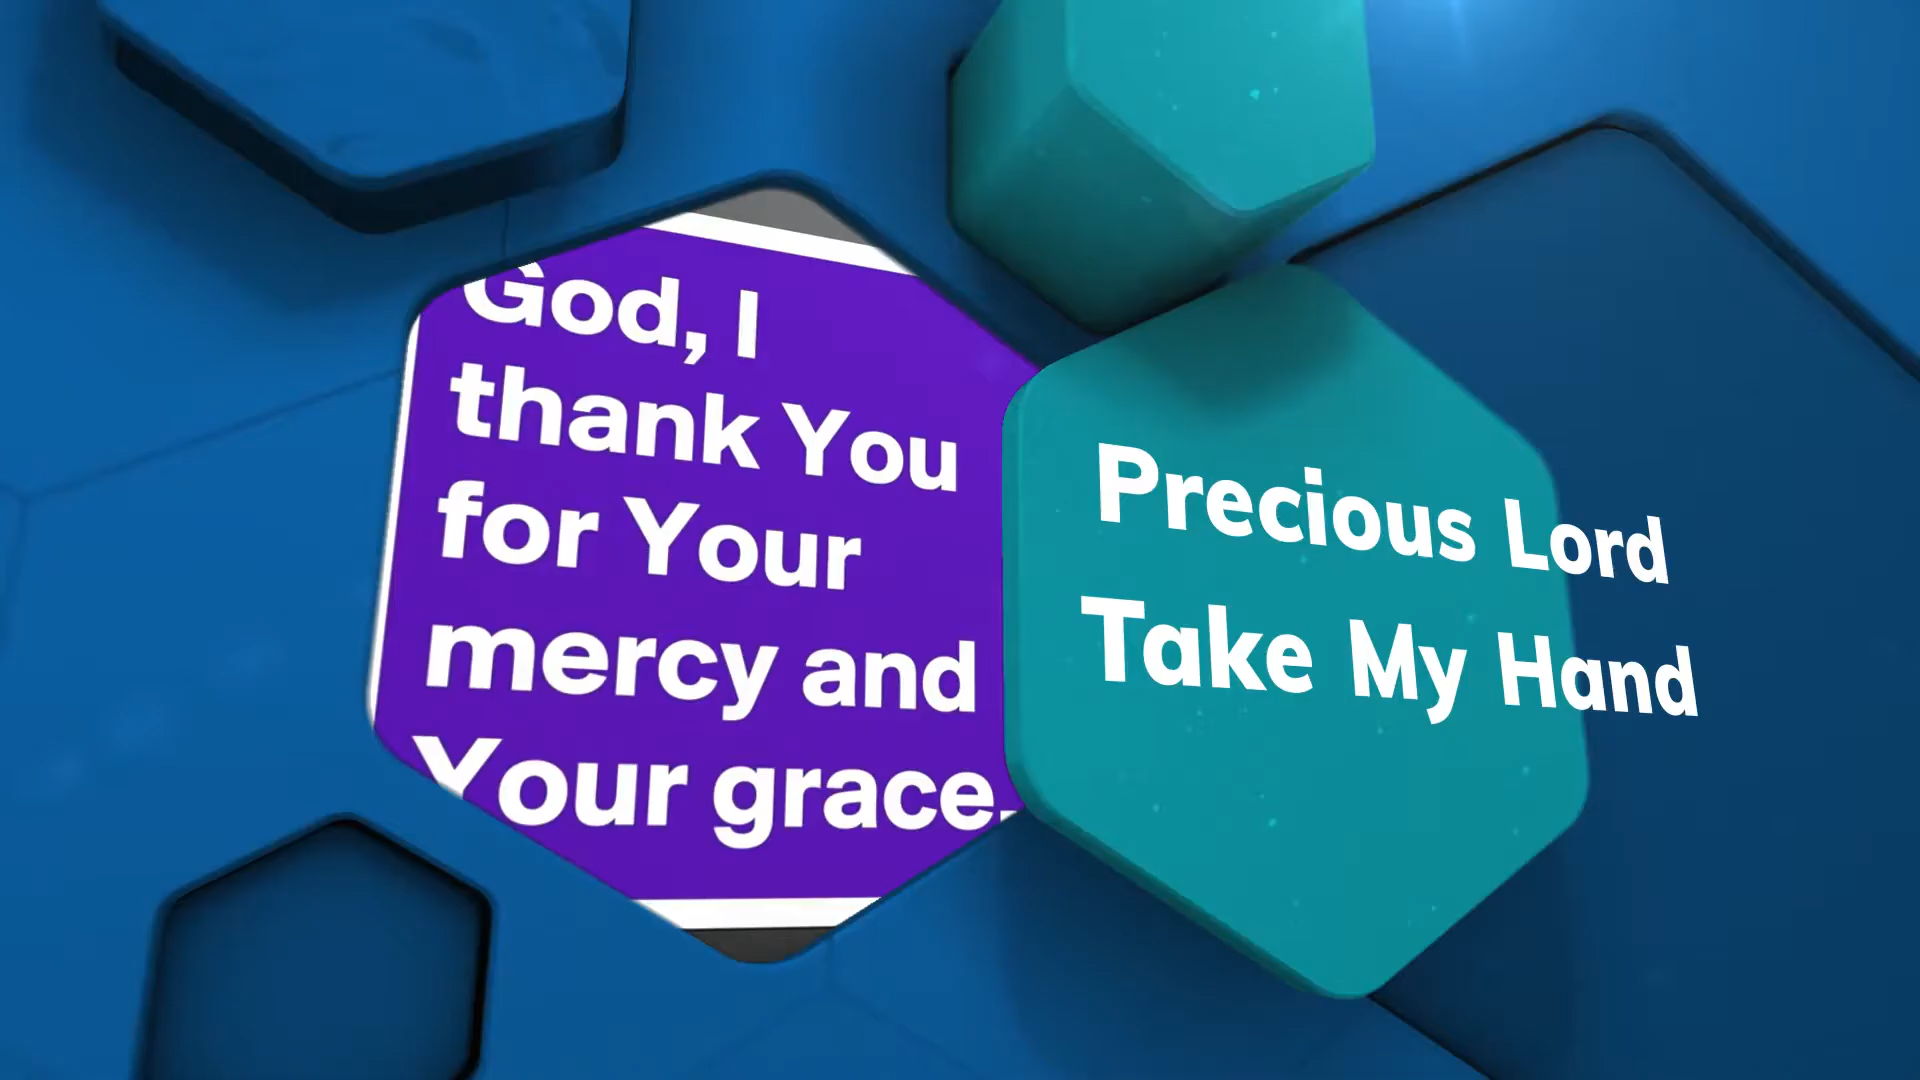 God, I
thank You
for Your
mercy and
Your grace.
Precious Lord
Take My Hand